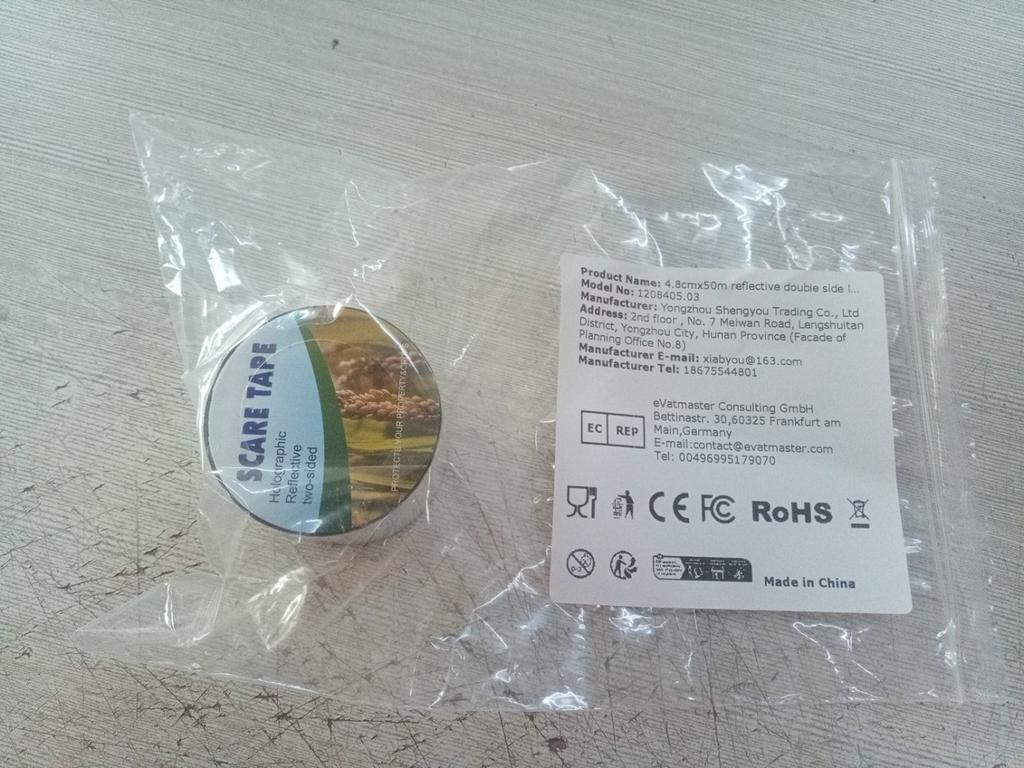 SCARE TAPE
Holographic
Reflective
two-sided
Product Name: 4.8cmx50m reflective double side l...
Model No: 1208405.03
Manufacturer: Yongzhou Shengyou Trading Co., Ltd
Address: 2nd floor , No. 7 Meiwan Road, Lengshuitan
District, Yongzhou City, Hunan Province (Facade of
Planning Office No.8)
Manufacturer E-mail: xiabyou@163.com
Manufacturer Tel: 18675544801
EC REP
eVatmaster Consulting GmbH
Bettinastr. 30,60325 Frankfurt am
Main,Germany
E-mail:contact@evatmaster.com
Tel: 00496995179070
CE FC RoHS
0-3
Made in China